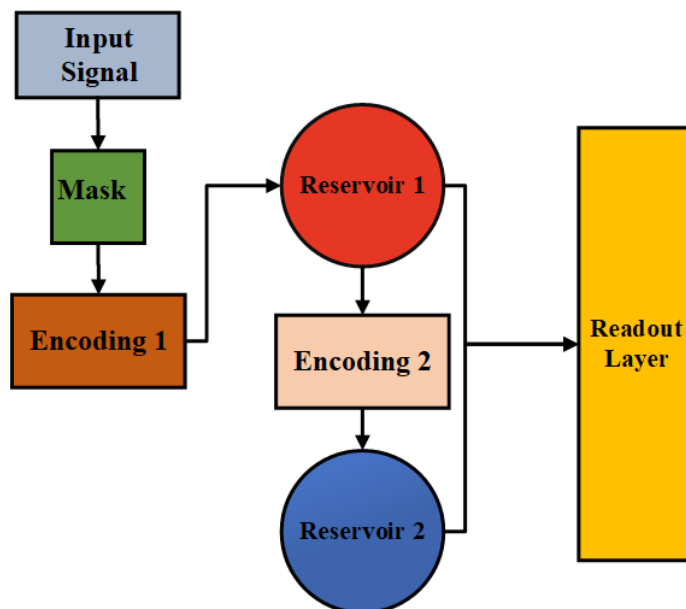 Input
Signal
Mask
Encoding 1
Reservoir 1
Encoding 2
Reservoir 2
Readout
Layer